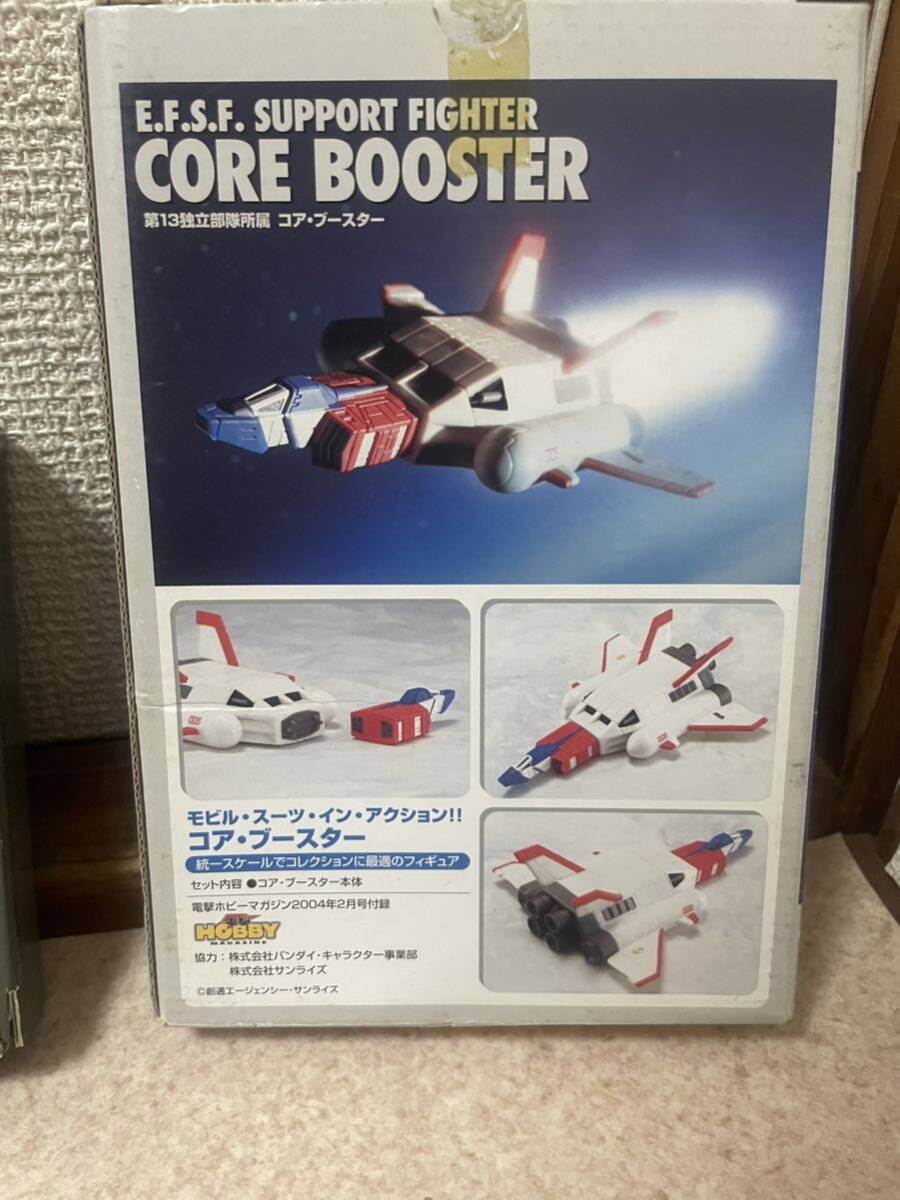 E.F.S.F. SUPPORT FIGHTER
CORE BOOSTER
第13独立部隊所属 コア・ブースター
モビル・スーツ・イン・アクション!!
コア・ブースター
統一スケールでコレクションに最適のフィギュア
セット内容 ●コア・ブースター本体
電撃ホビーマガジン2004年2月号付録
電撃
HOBBY
MAGAZINE
協力：株式会社バンダイ・キャラクター事業部
株式会社サンライズ
©創通エージェンシー・サンライズ